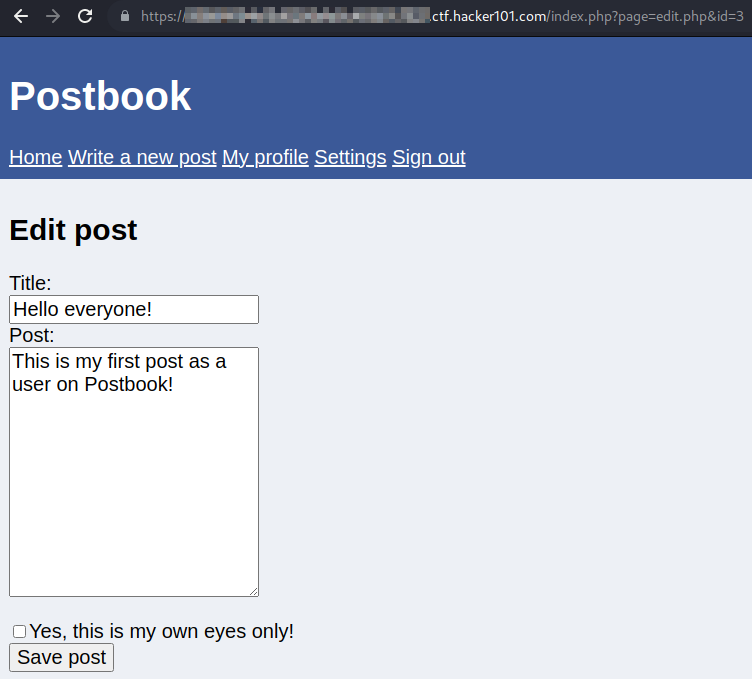 https://
.ctf.hacker101.com/index.php?page=edit.php&id=3
Postbook
Home Write a new post My profile Settings Sign out
Edit post
Title:
Hello everyone!
Post:
This is my first post as a
user on Postbook!
Yes, this is my own eyes only!
Save post